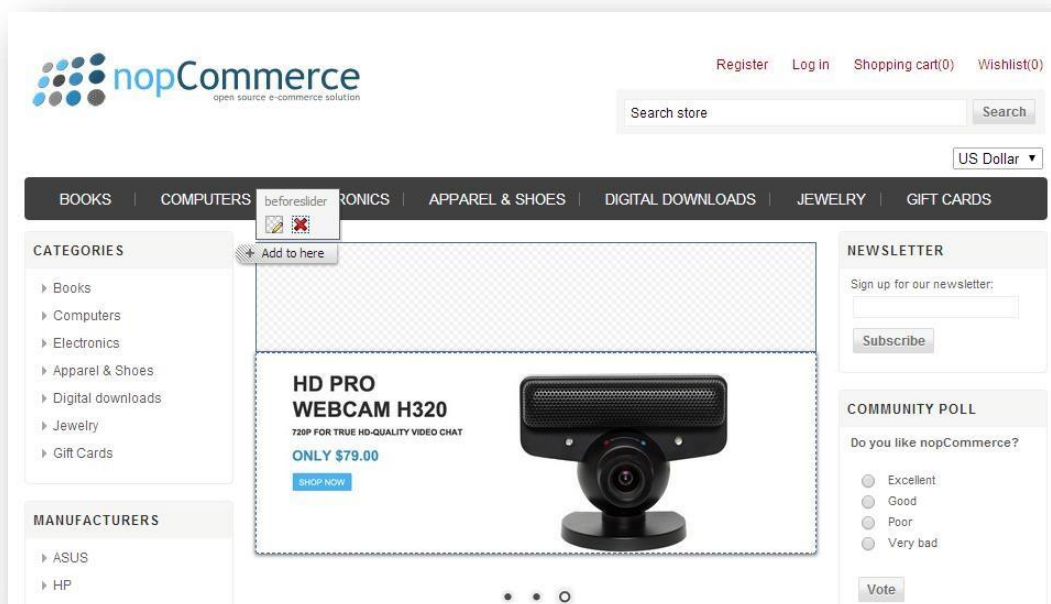 nopCommerce
open source e-commerce solution
Register Log in Shopping cart(0) Wishlist(0)
Search store Search
US Dollar
BOOKS COMPUTERS RONICS APPAREL & SHOES DIGITAL DOWNLOADS JEWELRY GIFT CARDS
beforeslider
+ Add to here
CATEGORIES
Books
Computers
Electronics
Apparel & Shoes
Digital downloads
Jewelry
Gift Cards
MANUFACTURERS
ASUS
HP
HD PRO
WEBCAM H320
720P FOR TRUE HD-QUALITY VIDEO CHAT
ONLY $79.00
SHOP NOW
NEWSLETTER
Sign up for our newsletter:
Subscribe
COMMUNITY POLL
Do you like nopCommerce?
Excellent
Good
Poor
Very bad
Vote